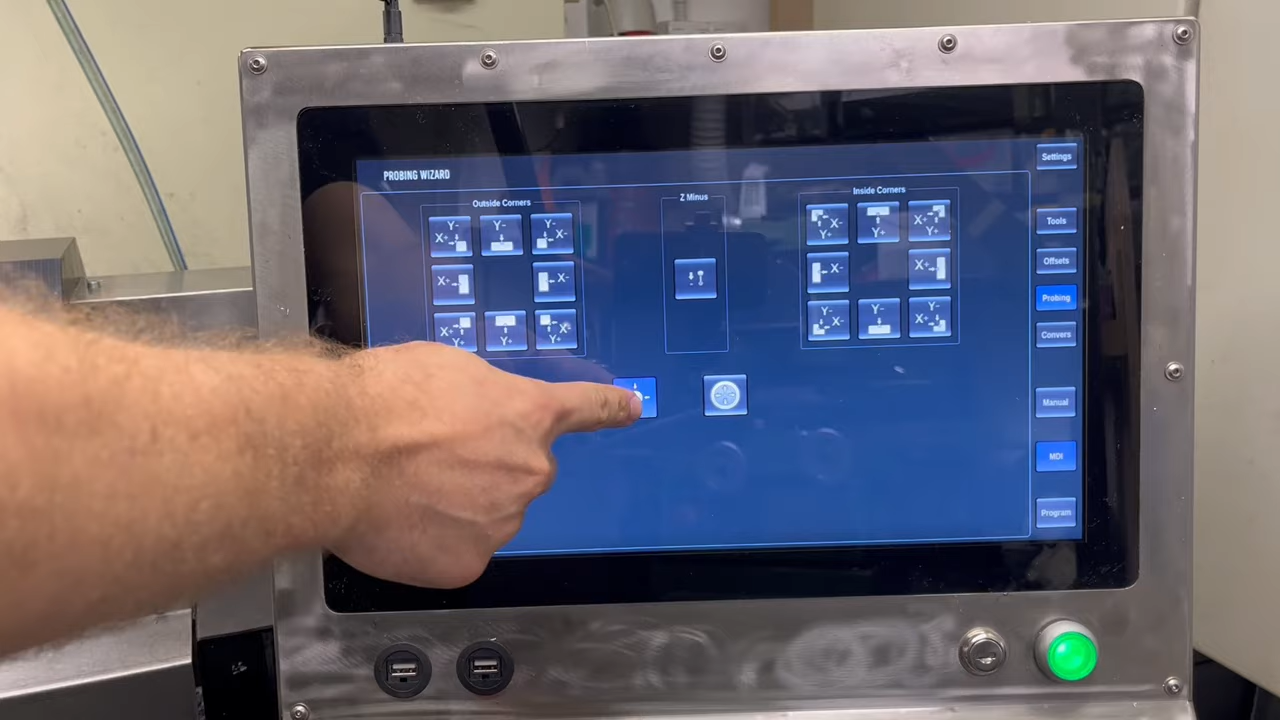 PROBING WIZARD
Settings
Outside Corners
Z Minus
Inside Corners
Y-
X+
Y-
Y-
X-
Y+
X-
Y+
X+
Y+
Tools
X+
X-
X-
X+
Offsets
Probing
X+
Y+
Y+
X-
Y+
Y-
X-
Y-
Y-
X+
Convers
Manual
MDI
Program